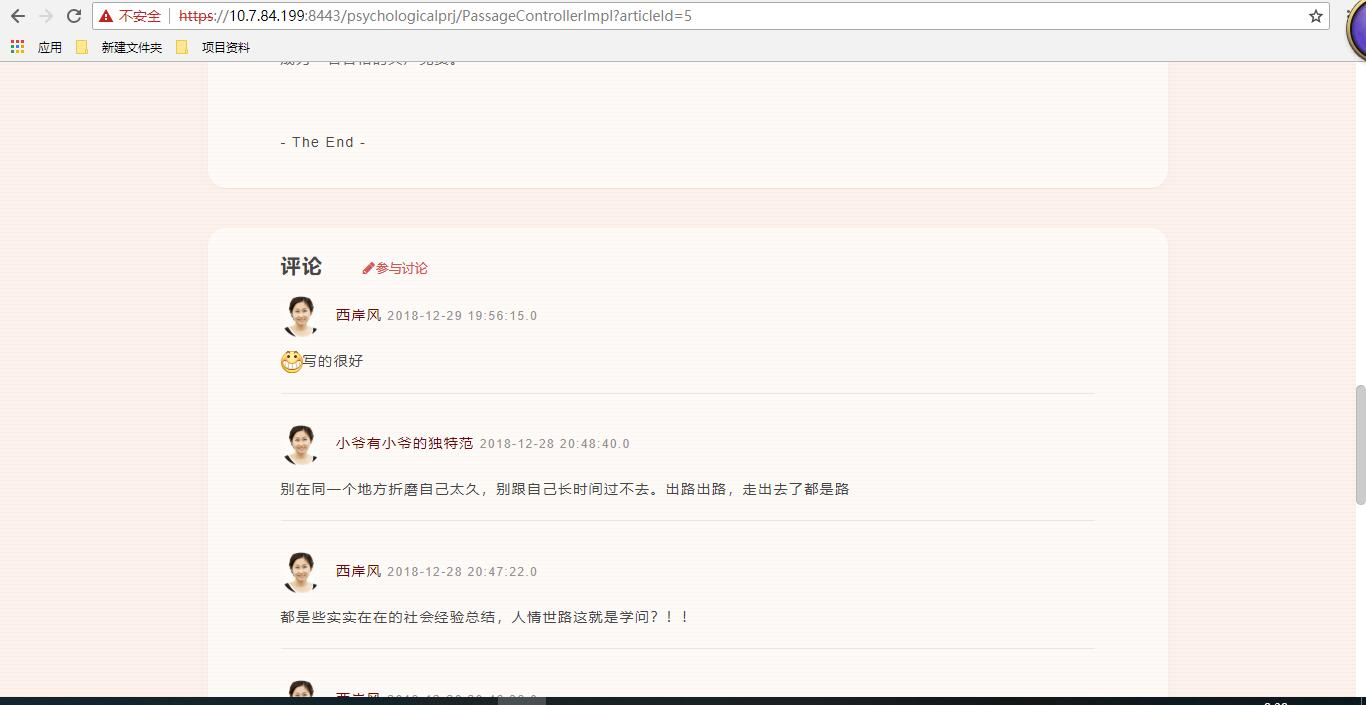 不安全 https://10.7.84.199:8443/psychologicalprj/PassageControllerImpl?articleId=5
应用 新建文件夹 项目资料
- The End -
评论 参与讨论
西岸风 2018-12-29 19:56:15.0
写的很好
小爷有小爷的独特范 2018-12-28 20:48:40.0
别在同一个地方折磨自己太久，别跟自己长时间过不去。出路出路，走出去了都是路
西岸风 2018-12-28 20:47:22.0
都是些实实在在的社会经验总结，人情世路这就是学问？！！
西岸风